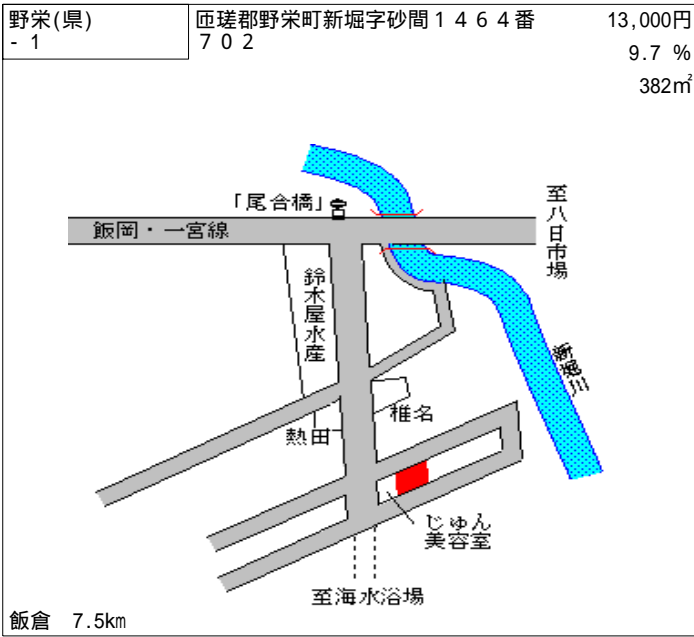 野栄(県)
- 1
匝瑳郡野栄町新堀字砂間1464番
702
13,000円
9.7 %
382㎡
「尾合橋」
飯岡・一宮線
至八日市場
鈴木屋水産
新堀川
椎名
熱田
じゅん
美容室
至海水浴場
飯倉 7.5km